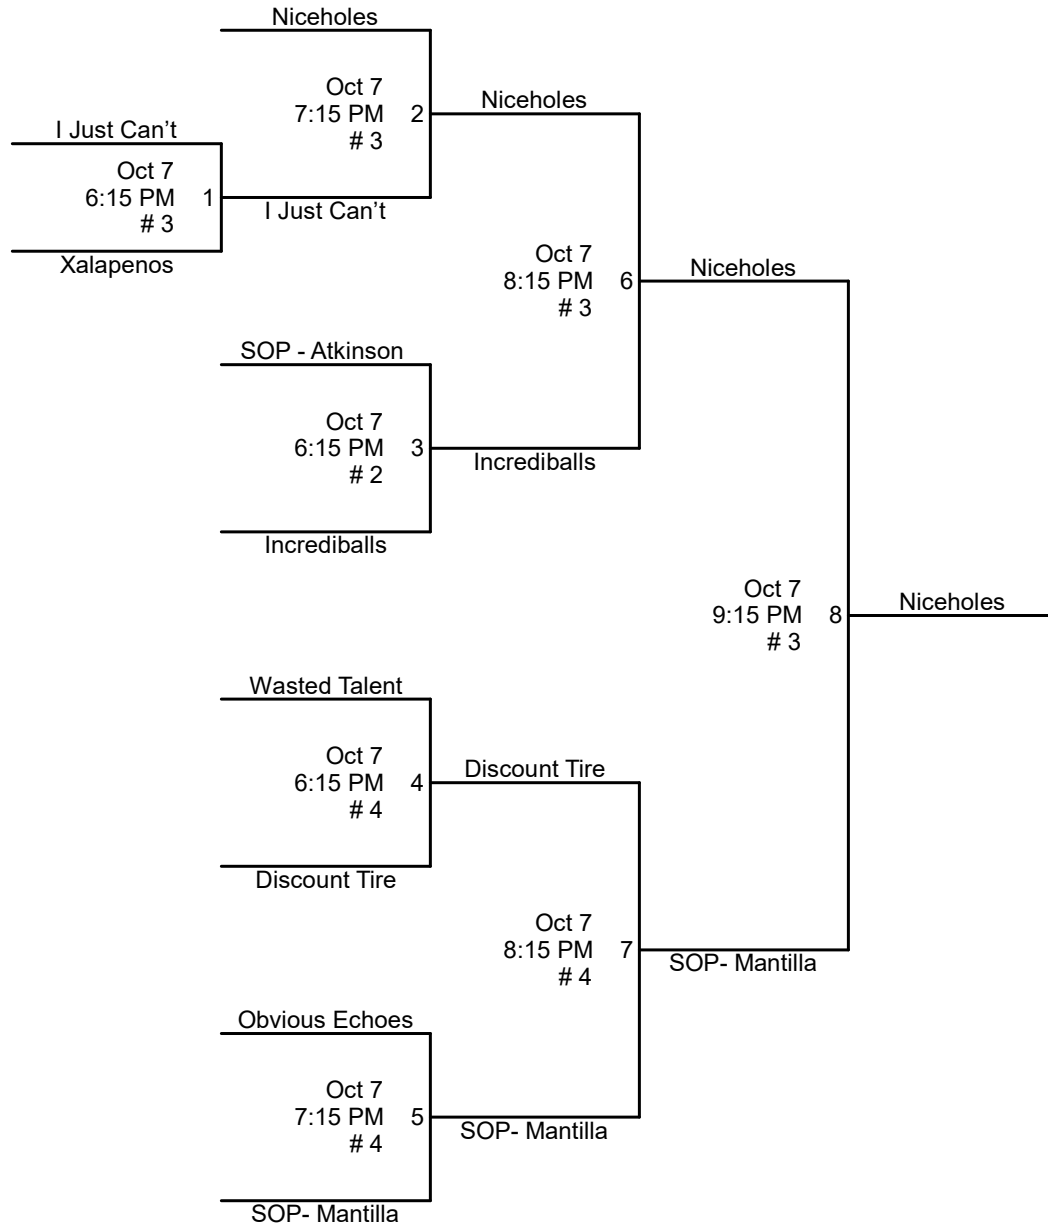 Niceholes
Oct 7
7:15 PM 2
# 3
Niceholes
I Just Can’t
Oct 7
6:15 PM 1
# 3
I Just Can’t
Xalapenos
Oct 7
8:15 PM 6
# 3
Niceholes
SOP - Atkinson
Oct 7
6:15 PM 3
# 2
Incrediballs
Incrediballs
Oct 7
9:15 PM 8
# 3
Niceholes
Wasted Talent
Oct 7
6:15 PM 4
# 4
Discount Tire
Discount Tire
Oct 7
8:15 PM 7
# 4
SOP- Mantilla
Obvious Echoes
Oct 7
7:15 PM 5
# 4
SOP- Mantilla
SOP- Mantilla